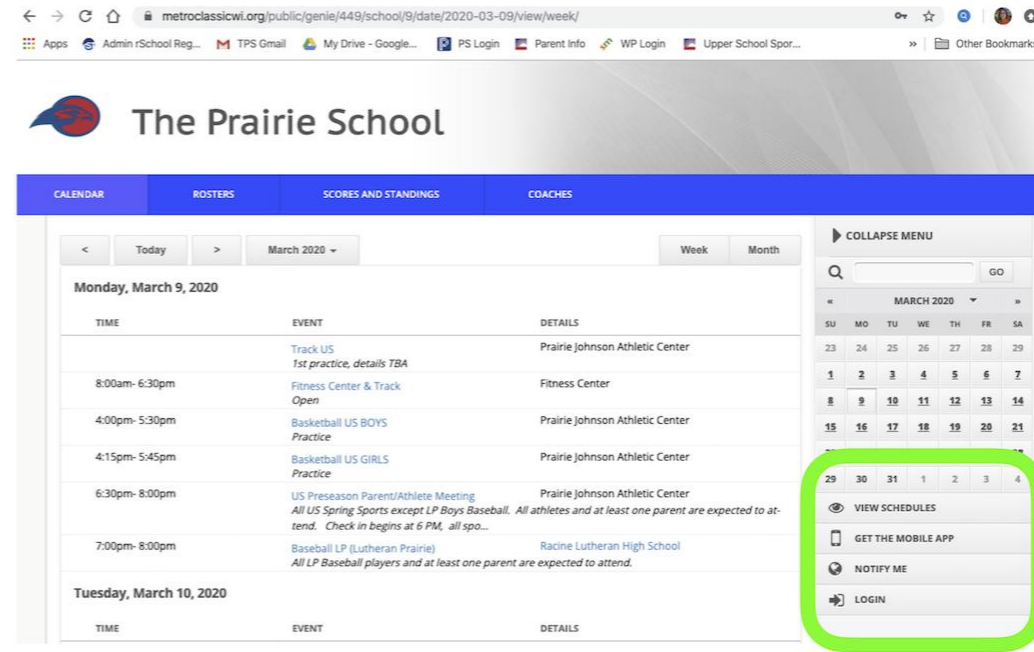 metroclassicwi.org/public/genie/449/school/9/date/2020-03-09/view/week/
Apps Admin rSchool Reg... TPS Gmail My Drive - Google... PS Login Parent Info WP Login Upper School Spor... » Other Bookmarks
The Prairie School
CALENDAR ROSTERS SCORES AND STANDINGS COACHES
COLLAPSE MENU
< Today > March 2020 Week Month
GO
Monday, March 9, 2020
« MARCH 2020 »
TIME EVENT DETAILS
SU MO TU WE TH FR SA
Track US Prairie Johnson Athletic Center
1st practice, details TBA
23 24 25 26 27 28 29
8:00am- 6:30pm Fitness Center & Track Fitness Center
Open
1 2 3 4 5 6 7
8 9 10 11 12 13 14
4:00pm- 5:30pm Basketball US BOYS Prairie Johnson Athletic Center
Practice
15 16 17 18 19 20 21
4:15pm- 5:45pm Basketball US GIRLS Prairie Johnson Athletic Center
Practice
29 30 31 1 2 3 4
6:30pm- 8:00pm US Preseason Parent/Athlete Meeting Prairie Johnson Athletic Center
All US Spring Sports except LP Boys Baseball. All athletes and at least one parent are expected to at-
tend. Check in begins at 6 PM, all spo...
VIEW SCHEDULES
GET THE MOBILE APP
7:00pm- 8:00pm Baseball LP (Lutheran Prairie) Racine Lutheran High School
All LP Baseball players and at least one parent are expected to attend.
NOTIFY ME
Tuesday, March 10, 2020
LOGIN
TIME EVENT DETAILS